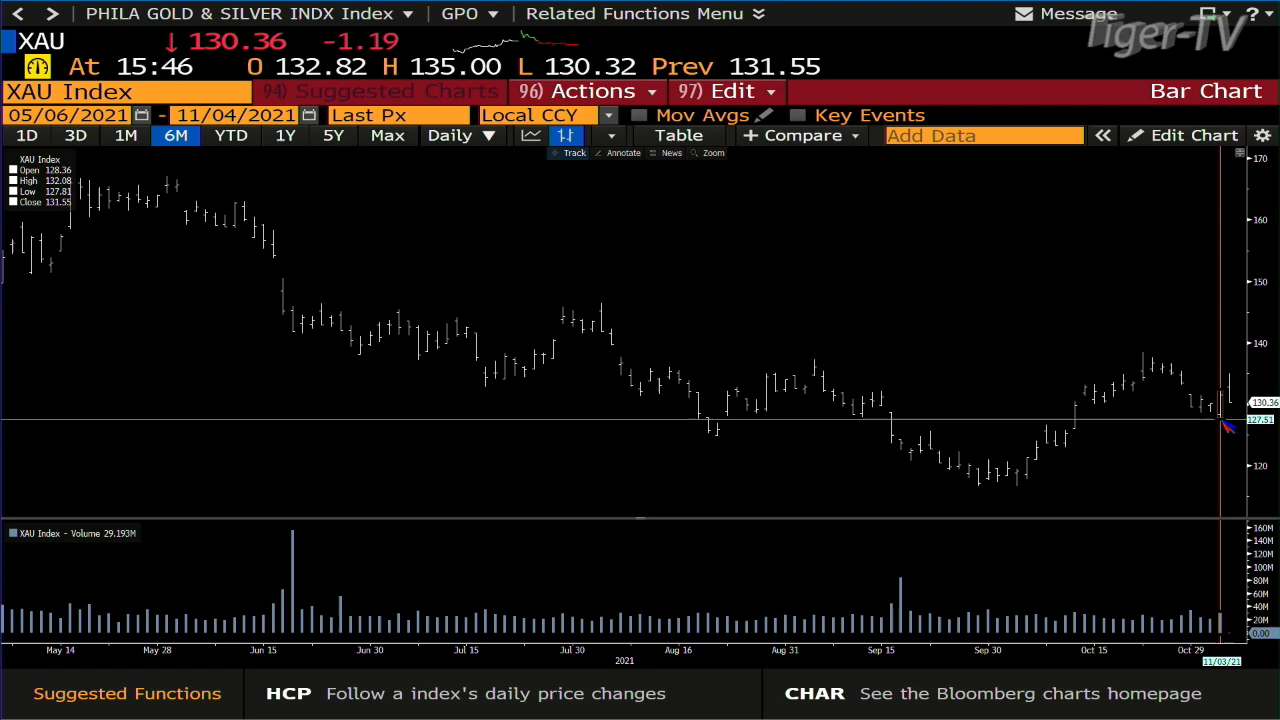 PHILA GOLD & SILVER INDX Index GPO Related Functions Menu Message ?
Tiger-TV
XAU ↓130.36 -1.19
At 15:46 O 132.82 H 135.00 L 130.32 Prev 131.55
XAU Index 94) Suggested Charts 96) Actions 97) Edit Bar Chart
05/06/2021 - 11/04/2021 Last Px Local CCY Mov Avgs Key Events
1D 3D 1M 6M YTD 1Y 5Y Max Daily ▼ Table + Compare Add Data « Edit Chart
Track Annotate News Zoom
XAU Index
Open 128.36
High 132.08
Low 127.81
Close 131.55
170
160
150
140
130.36
127.51
120
XAU Index - Volume 29.193M
160M
140M
120M
100M
80M
60M
40M
20M
0.00
May 14 May 28 Jun 15 Jun 30 Jul 15 Jul 30 Aug 16 Aug 31 Sep 15 Sep 30 Oct 15 Oct 29
2021
11/03/21
Suggested Functions HCP Follow a index's daily price changes CHAR See the Bloomberg charts homepage